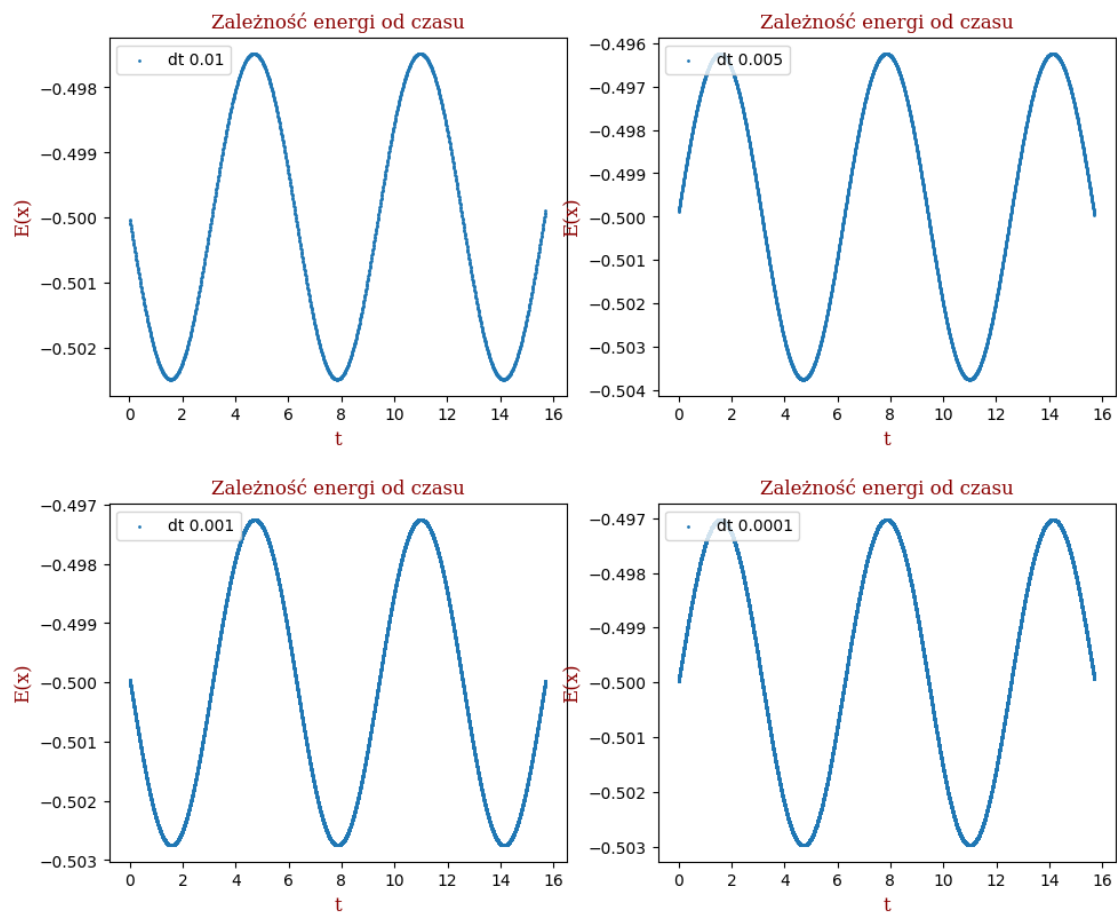 Zależność energi od czasu
dt 0.01
−0.498
−0.499
−0.500
−0.501
−0.502
E(x)
0 2 4 6 8 10 12 14 16
t
Zależność energi od czasu
dt 0.005
−0.496
−0.497
−0.498
−0.499
−0.500
−0.501
−0.502
−0.503
−0.504
E(x)
0 2 4 6 8 10 12 14 16
t
Zależność energi od czasu
dt 0.001
−0.497
−0.498
−0.499
−0.500
−0.501
−0.502
−0.503
E(x)
0 2 4 6 8 10 12 14 16
t
Zależność energi od czasu
dt 0.0001
−0.497
−0.498
−0.499
−0.500
−0.501
−0.502
−0.503
E(x)
0 2 4 6 8 10 12 14 16
t